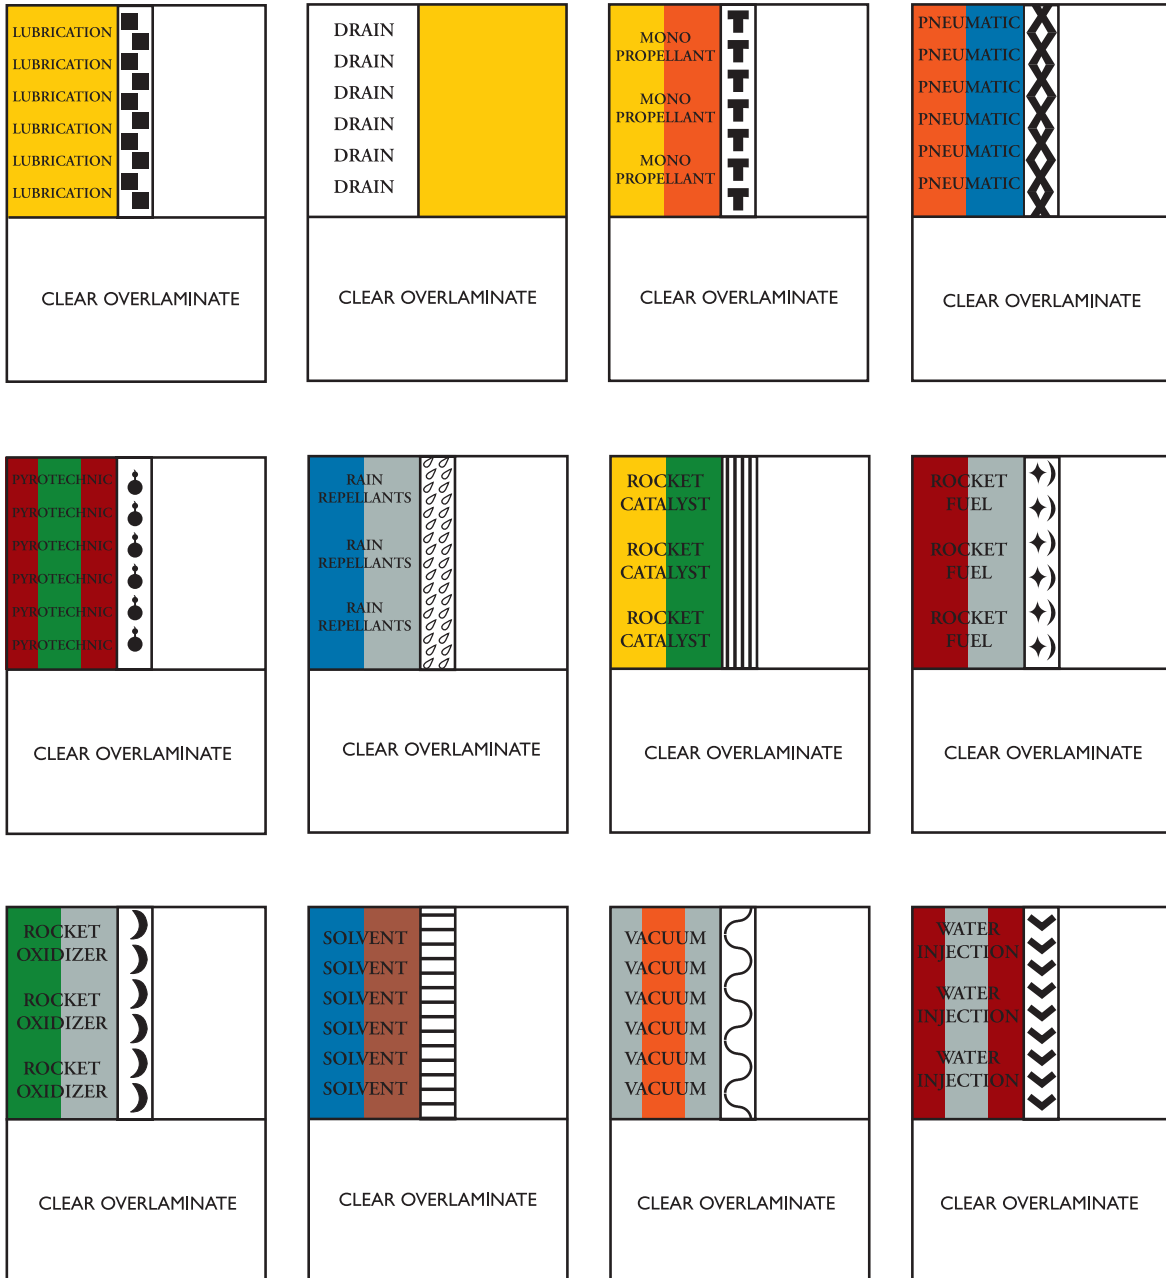 LUBRICATION
LUBRICATION
LUBRICATION
LUBRICATION
LUBRICATION
LUBRICATION
CLEAR OVERLAMINATE
DRAIN
DRAIN
DRAIN
DRAIN
DRAIN
DRAIN
CLEAR OVERLAMINATE
MONO
PROPELLANT
MONO
PROPELLANT
MONO
PROPELLANT
CLEAR OVERLAMINATE
PNEUMATIC
PNEUMATIC
PNEUMATIC
PNEUMATIC
PNEUMATIC
PNEUMATIC
CLEAR OVERLAMINATE
PYROTECHNIC
PYROTECHNIC
PYROTECHNIC
PYROTECHNIC
PYROTECHNIC
PYROTECHNIC
CLEAR OVERLAMINATE
RAIN
REPELLANTS
RAIN
REPELLANTS
RAIN
REPELLANTS
CLEAR OVERLAMINATE
ROCKET
CATALYST
ROCKET
CATALYST
ROCKET
CATALYST
CLEAR OVERLAMINATE
ROCKET
FUEL
ROCKET
FUEL
ROCKET
FUEL
CLEAR OVERLAMINATE
ROCKET
OXIDIZER
ROCKET
OXIDIZER
ROCKET
OXIDIZER
CLEAR OVERLAMINATE
SOLVENT
SOLVENT
SOLVENT
SOLVENT
SOLVENT
SOLVENT
CLEAR OVERLAMINATE
VACUUM
VACUUM
VACUUM
VACUUM
VACUUM
VACUUM
CLEAR OVERLAMINATE
WATER
INJECTION
WATER
INJECTION
WATER
INJECTION
CLEAR OVERLAMINATE